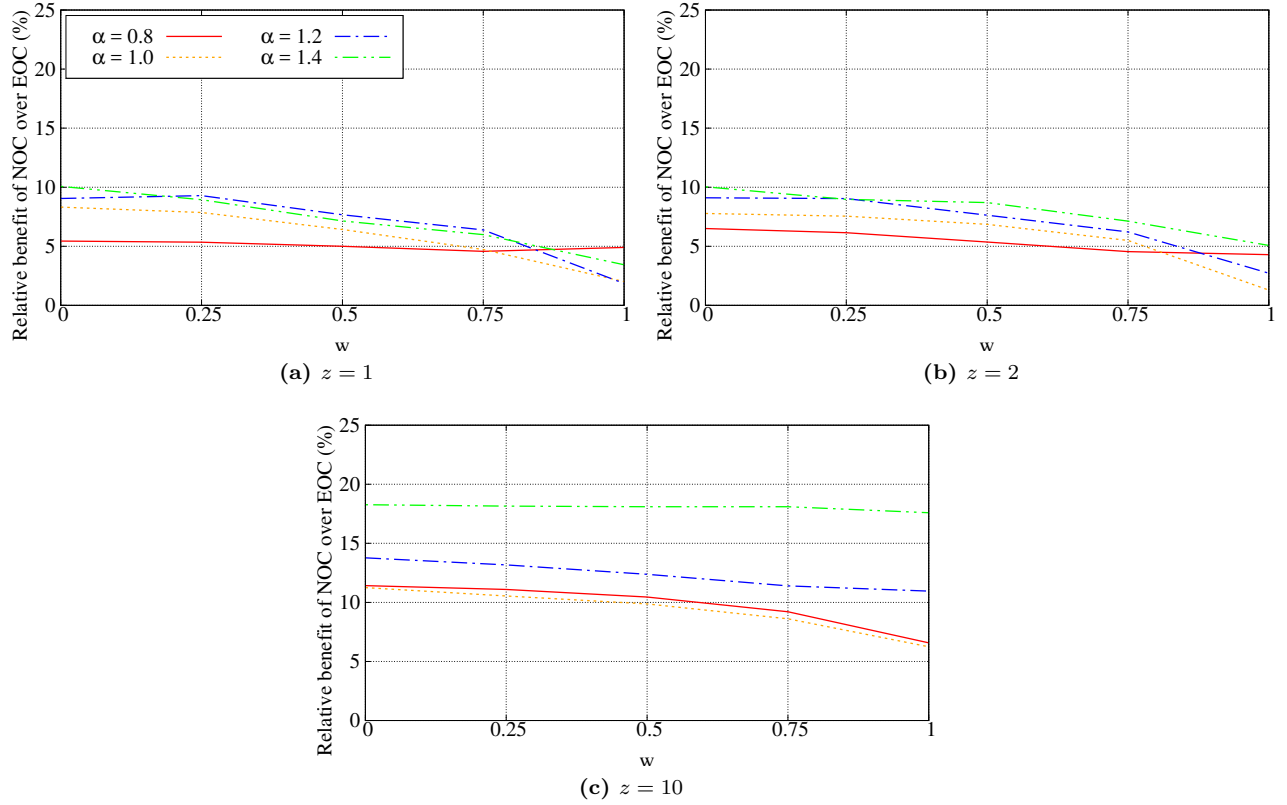 Relative benefit of NOC over EOC (%)
25
20
15
10
5
0
α = 0.8
α = 1.0
α = 1.2
α = 1.4
0 0.25 0.5 0.75 1
w
(a) z = 1
Relative benefit of NOC over EOC (%)
25
20
15
10
5
0
0 0.25 0.5 0.75 1
w
(b) z = 2
Relative benefit of NOC over EOC (%)
25
20
15
10
5
0
0 0.25 0.5 0.75 1
w
(c) z = 10